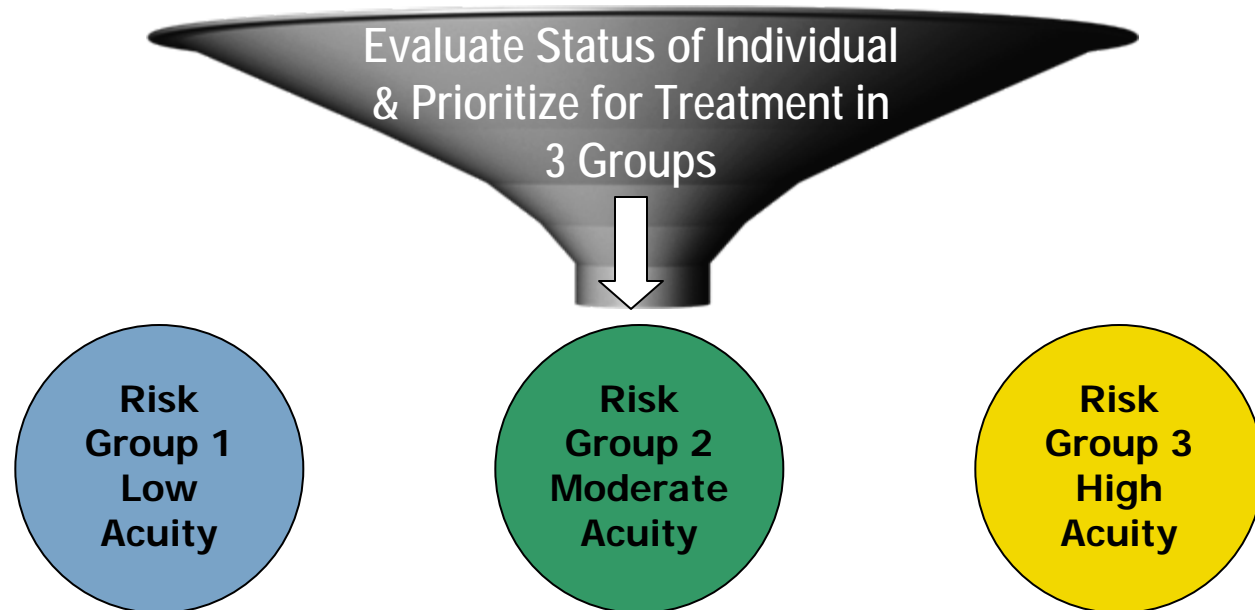 Evaluate Status of Individual
& Prioritize for Treatment in
3 Groups
Risk
Group 1
Low
Acuity
Risk
Group 2
Moderate
Acuity
Risk
Group 3
High
Acuity